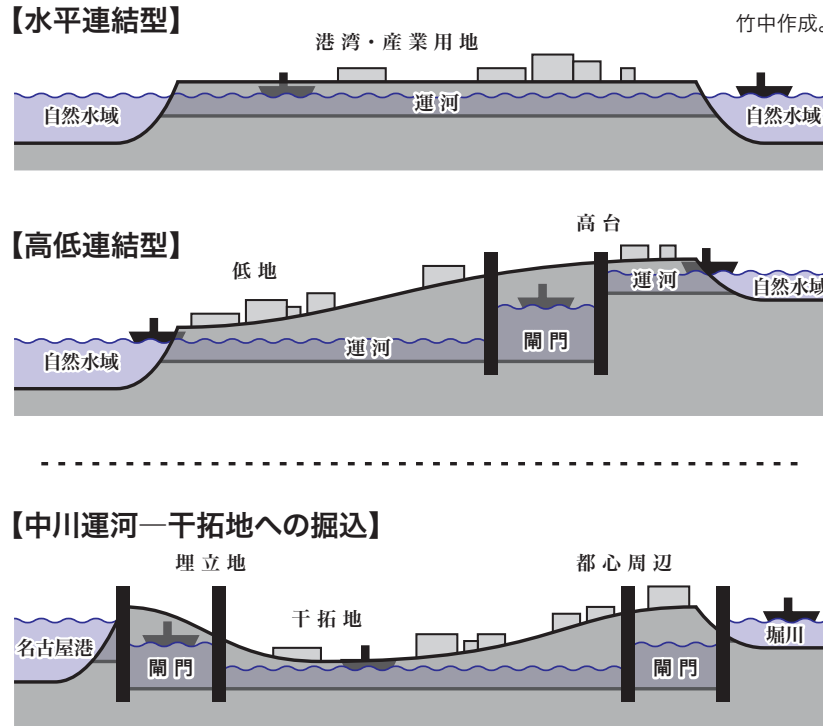 【水平連結型】
竹中作成。
港湾・産業用地
自然水域
運河
自然水域
【高低連結型】
高台
低地
運河
自然水域
自然水域
運河
閘門
【中川運河―干拓地への掘込】
埋立地
都心周辺
干拓地
名古屋港
閘門
閘門
堀川